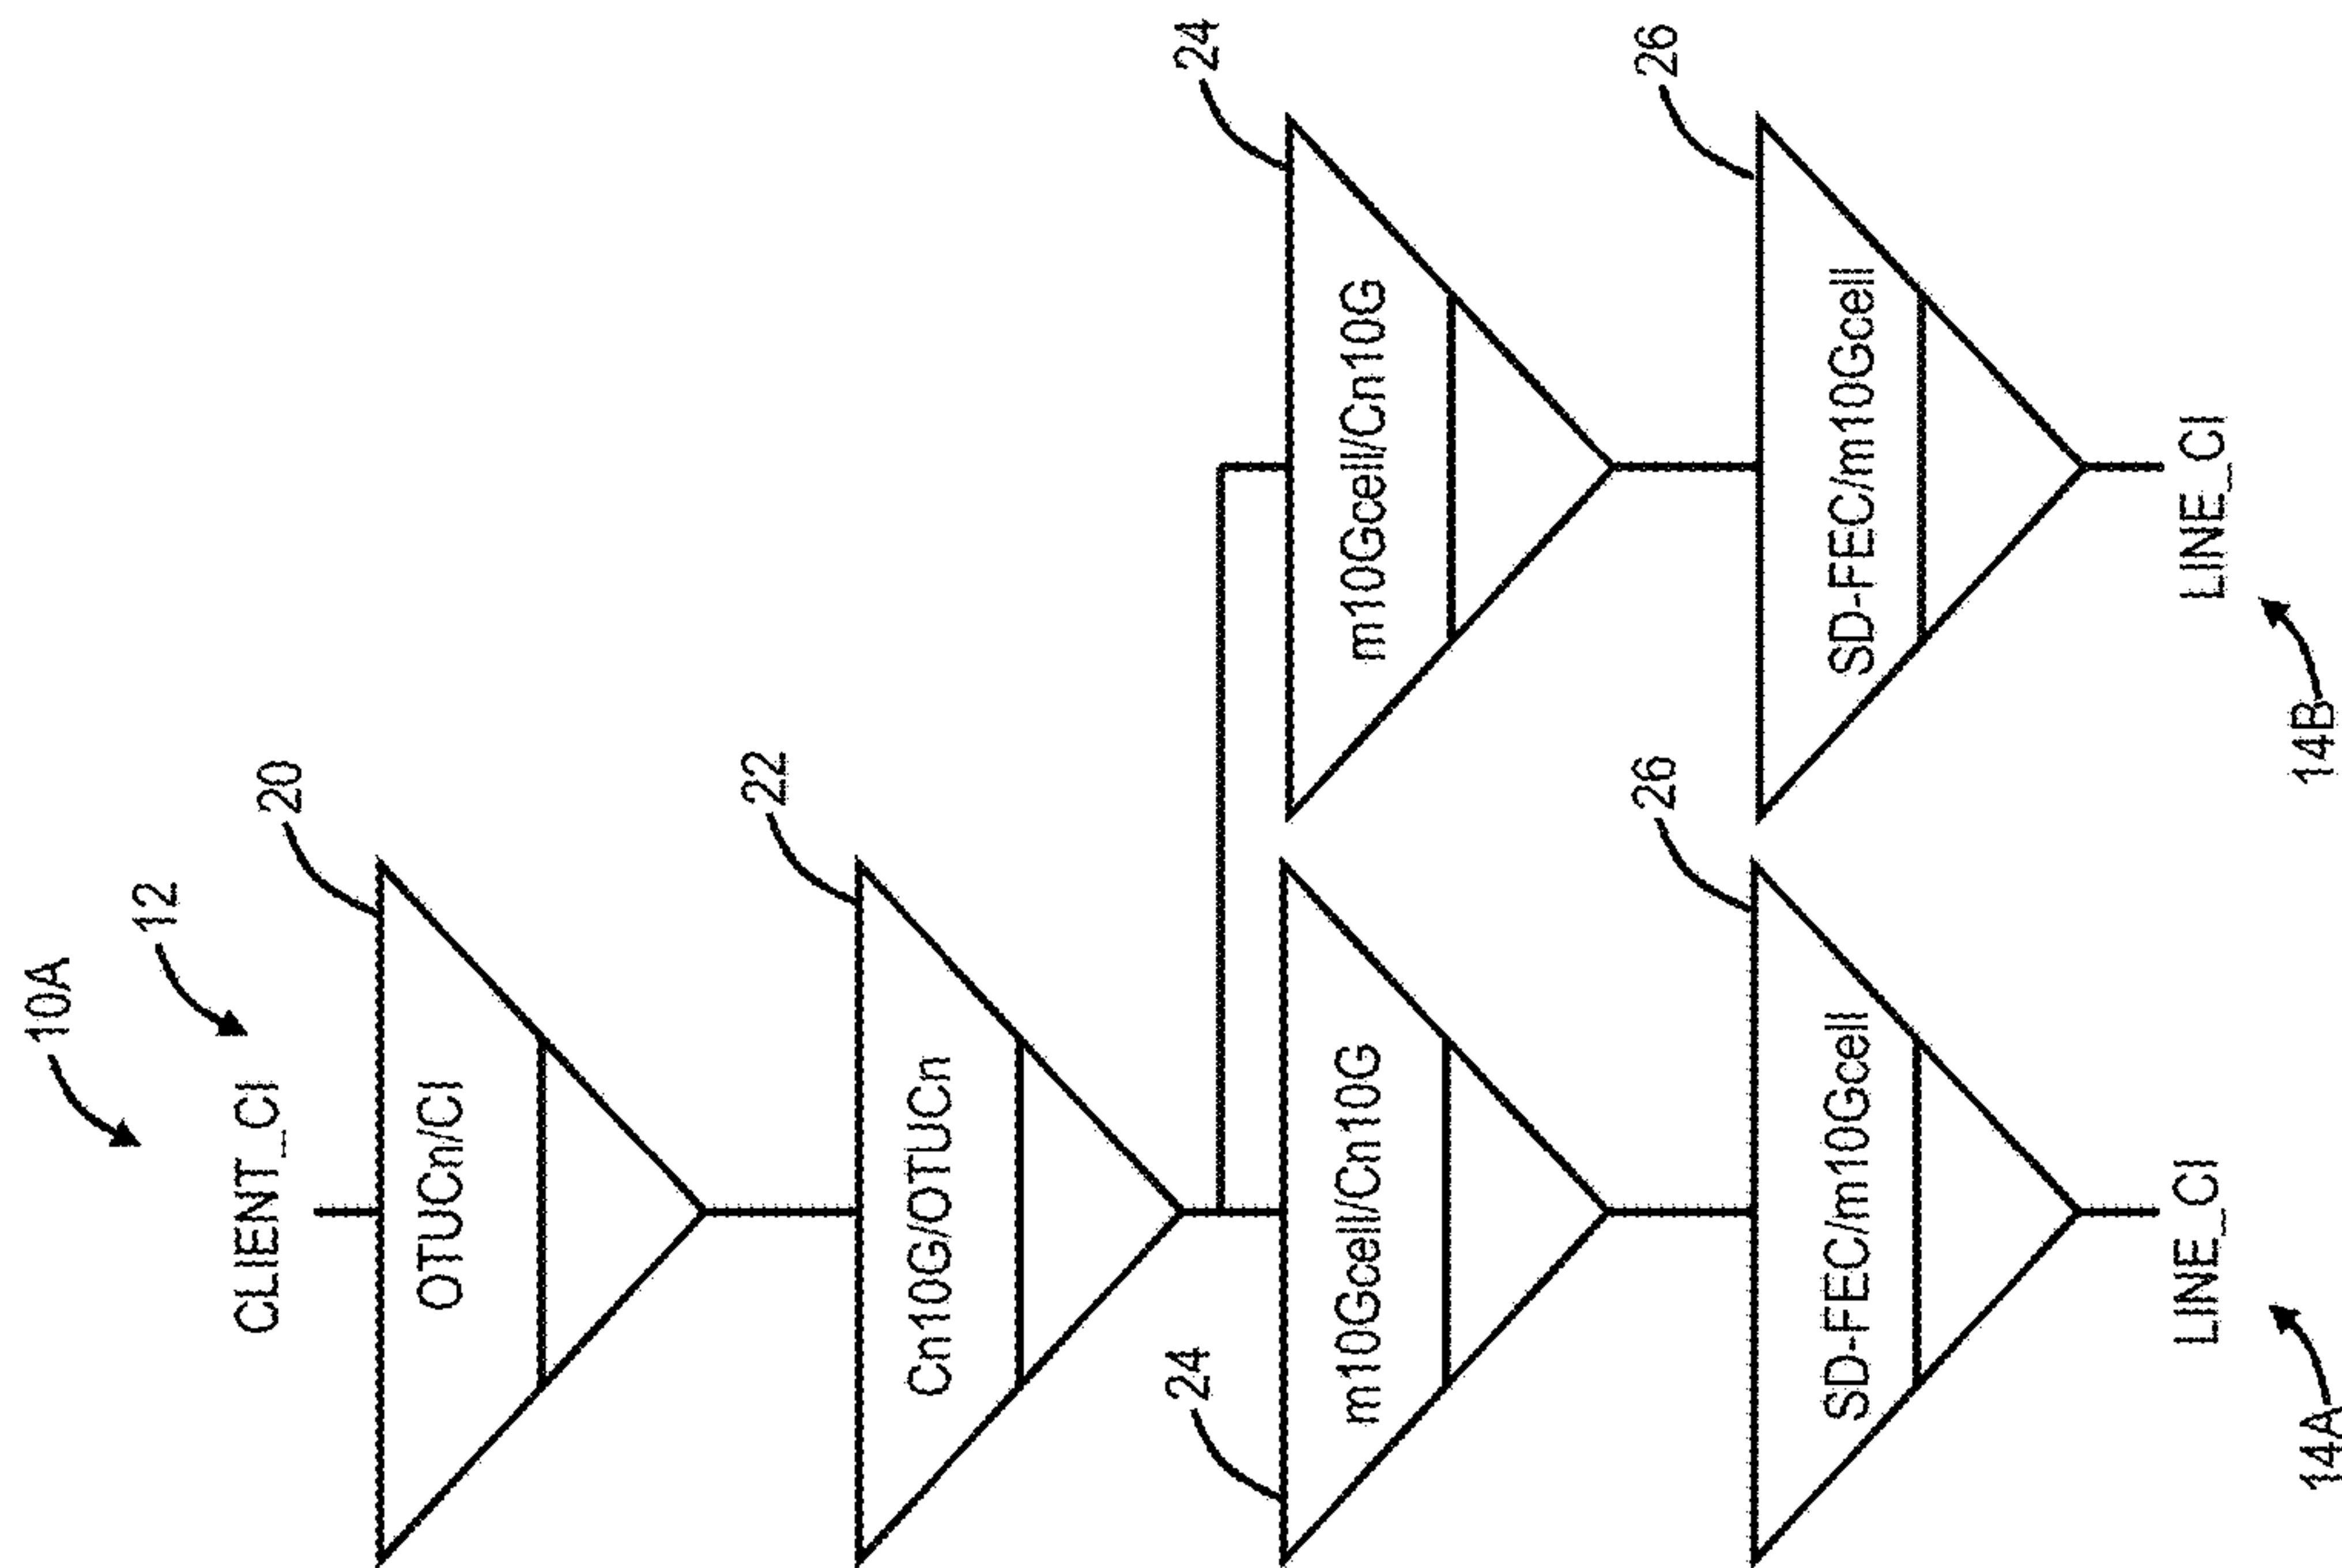 10A
12
CLIENT_CI
20
OTUCn/CI
22
Cn10G/OTUCn
24
24
m10Gcell/Cn10G
m10Gcell/Cn10G
26
26
SD-FEC/m10Gcell
SD-FEC/m10Gcell
LINE_CI
LINE_CI
14A
14B